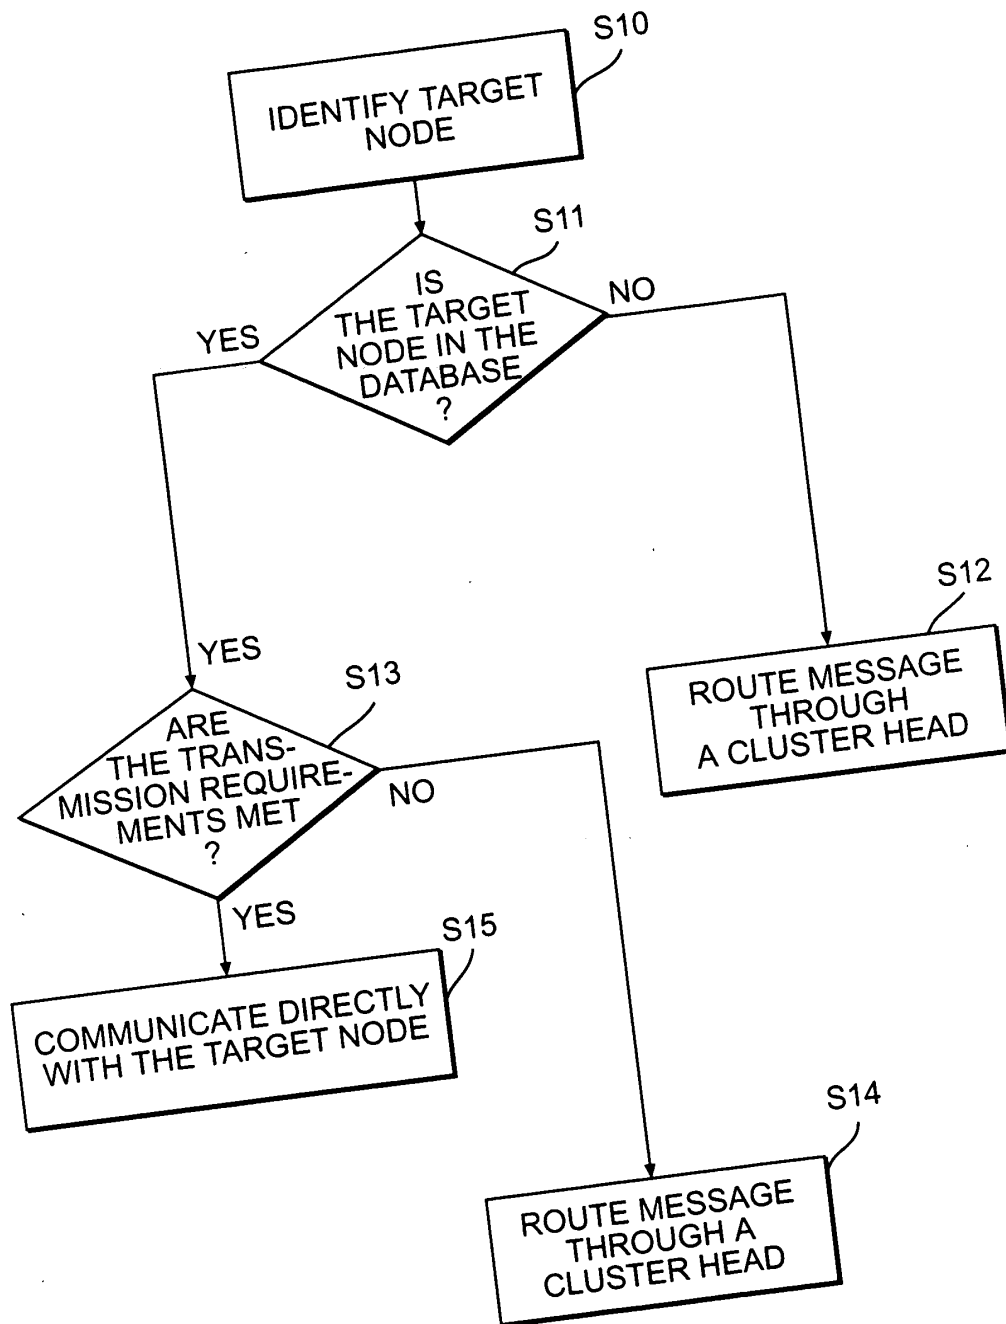 S10
IDENTIFY TARGET
NODE
S11
IS
THE TARGET
NODE IN THE
DATABASE
?
YES
NO
S12
ROUTE MESSAGE
THROUGH
A CLUSTER HEAD
YES
S13
ARE
THE TRANS-
MISSION REQUIRE-
MENTS MET
?
NO
YES
S15
COMMUNICATE DIRECTLY
WITH THE TARGET NODE
S14
ROUTE MESSAGE
THROUGH A
CLUSTER HEAD